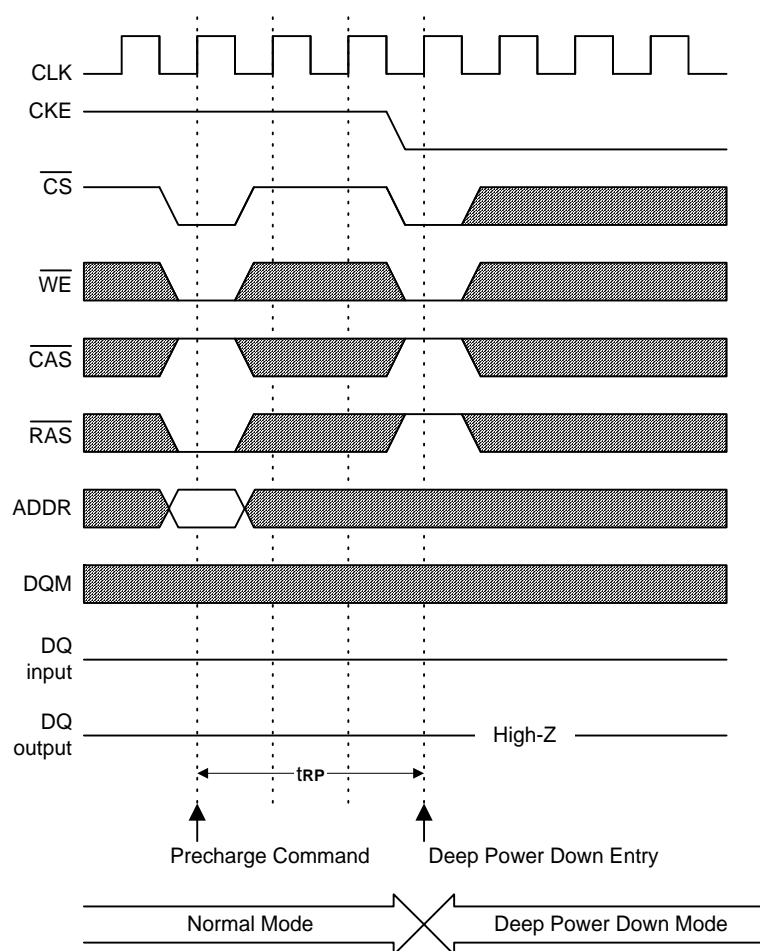 CLK
CKE
CS
WE
CAS
RAS
ADDR
DQM
DQ
input
DQ
output
High-Z
tRP
Precharge Command
Deep Power Down Entry
Normal Mode
Deep Power Down Mode